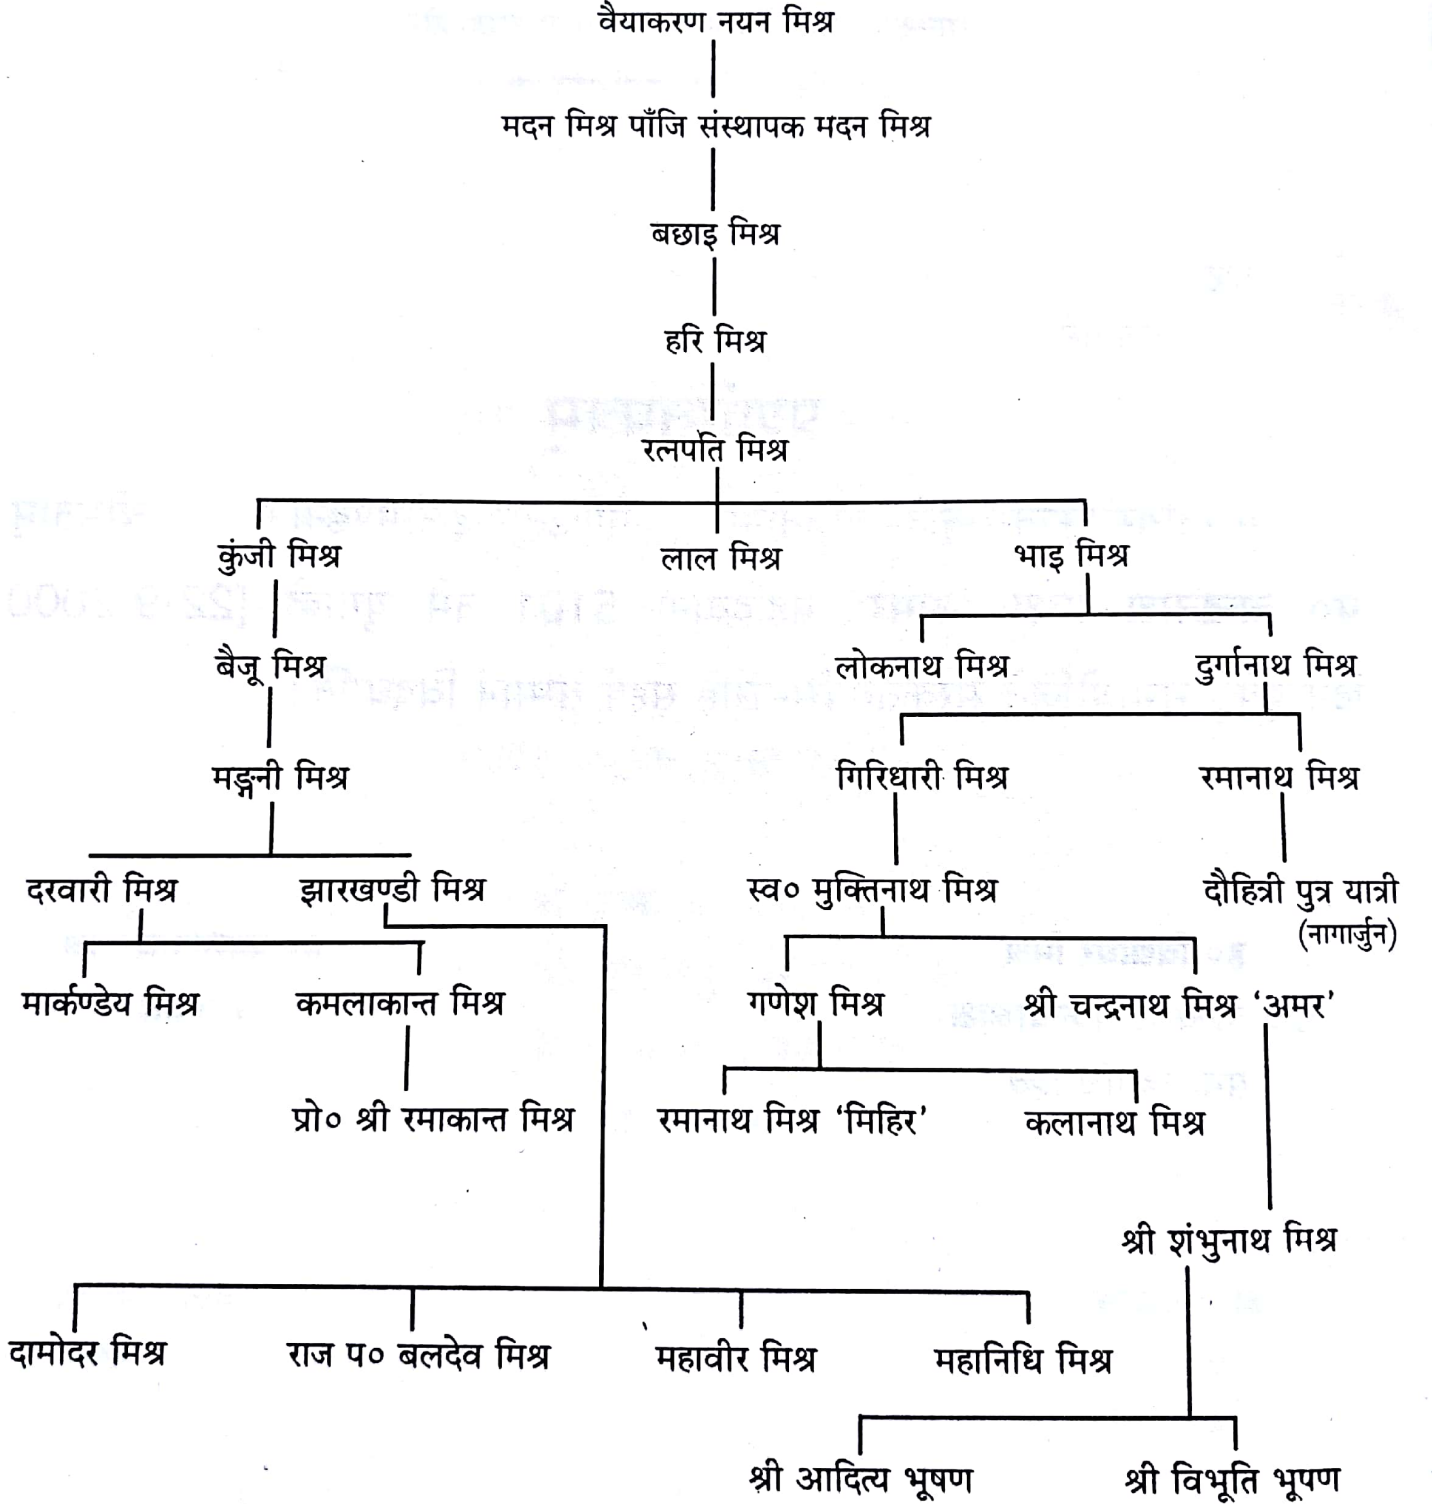 वैयाकरण नयन मिश्र
मदन मिश्र पाँजि संस्थापक मदन मिश्र
बछाइ मिश्र
हरि मिश्र
रत्नपति मिश्र
कुंजी मिश्र लाल मिश्र भाइ मिश्र
बैजू मिश्र लोकनाथ मिश्र दुर्गानाथ मिश्र
मङ्गनी मिश्र गिरिधारी मिश्र रमानाथ मिश्र
दरवारी मिश्र झारखण्डी मिश्र स्व० मुक्तिनाथ मिश्र दौहित्री पुत्र यात्री
(नागार्जुन)
मार्कण्डेय मिश्र कमलाकान्त मिश्र गणेश मिश्र श्री चन्द्रनाथ मिश्र ‘अमर’
प्रो० श्री रमाकान्त मिश्र रमानाथ मिश्र ‘मिहिर’ कलानाथ मिश्र
श्री शंभुनाथ मिश्र
दामोदर मिश्र राज प० बलदेव मिश्र महावीर मिश्र महानिधि मिश्र
श्री आदित्य भूषण श्री विभूति भूपण